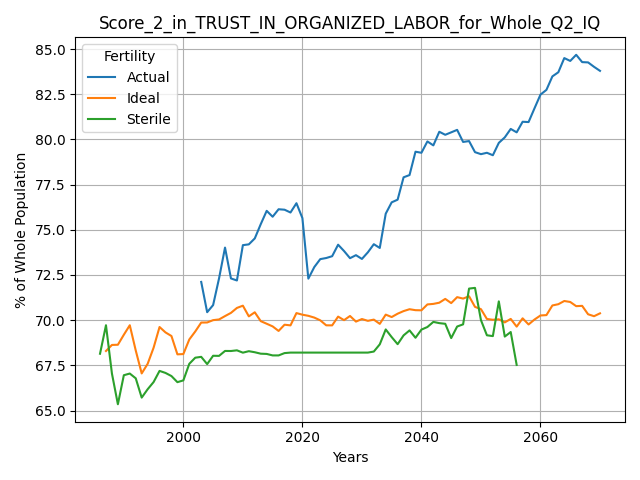 Score_2_in_TRUST_IN_ORGANIZED_LABOR_for_Whole_Q2_IQ
Fertility
Actual
Ideal
Sterile
% of Whole Population
85.0
82.5
80.0
77.5
75.0
72.5
70.0
67.5
65.0
2000
2020
2040
2060
Years